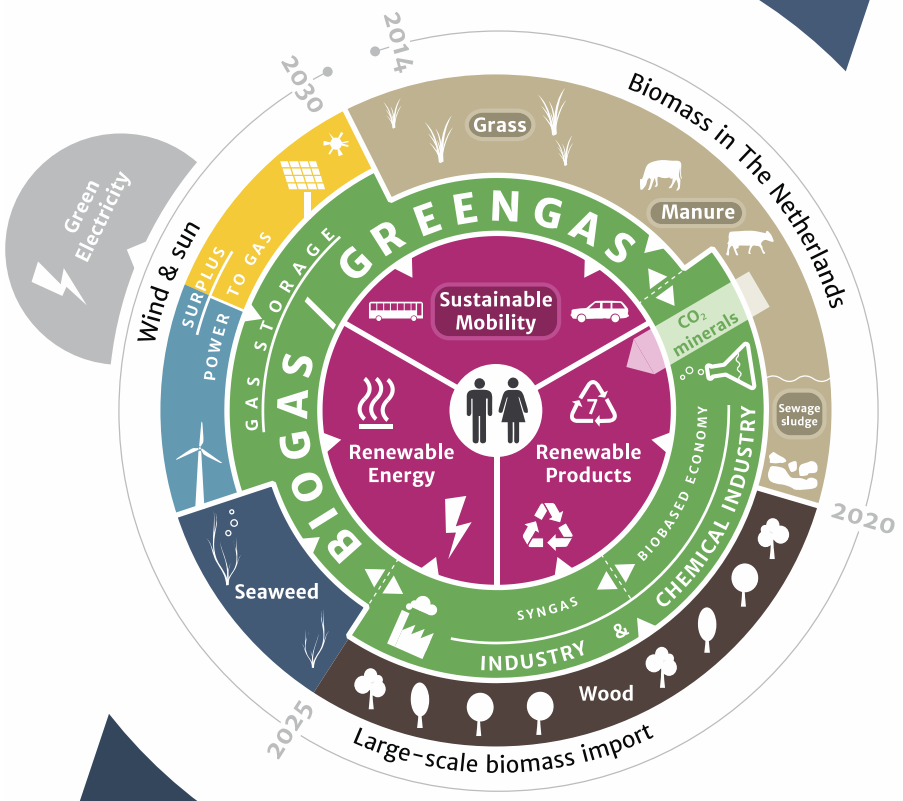 2014
2030
Green
Electricity
Wind & sun
Biomass in The Netherlands
Grass
Manure
SURPLUS
POWER TO GAS
GAS STORAGE
BIOGAS / GREENGAS
CO₂
minerals
Sustainable
Mobility
Renewable
Energy
7
Renewable
Products
Sewage
sludge
BIOBASED ECONOMY
SYNGAS
INDUSTRY & CHEMICAL INDUSTRY
2020
Seaweed
Wood
2025
Large-scale biomass import